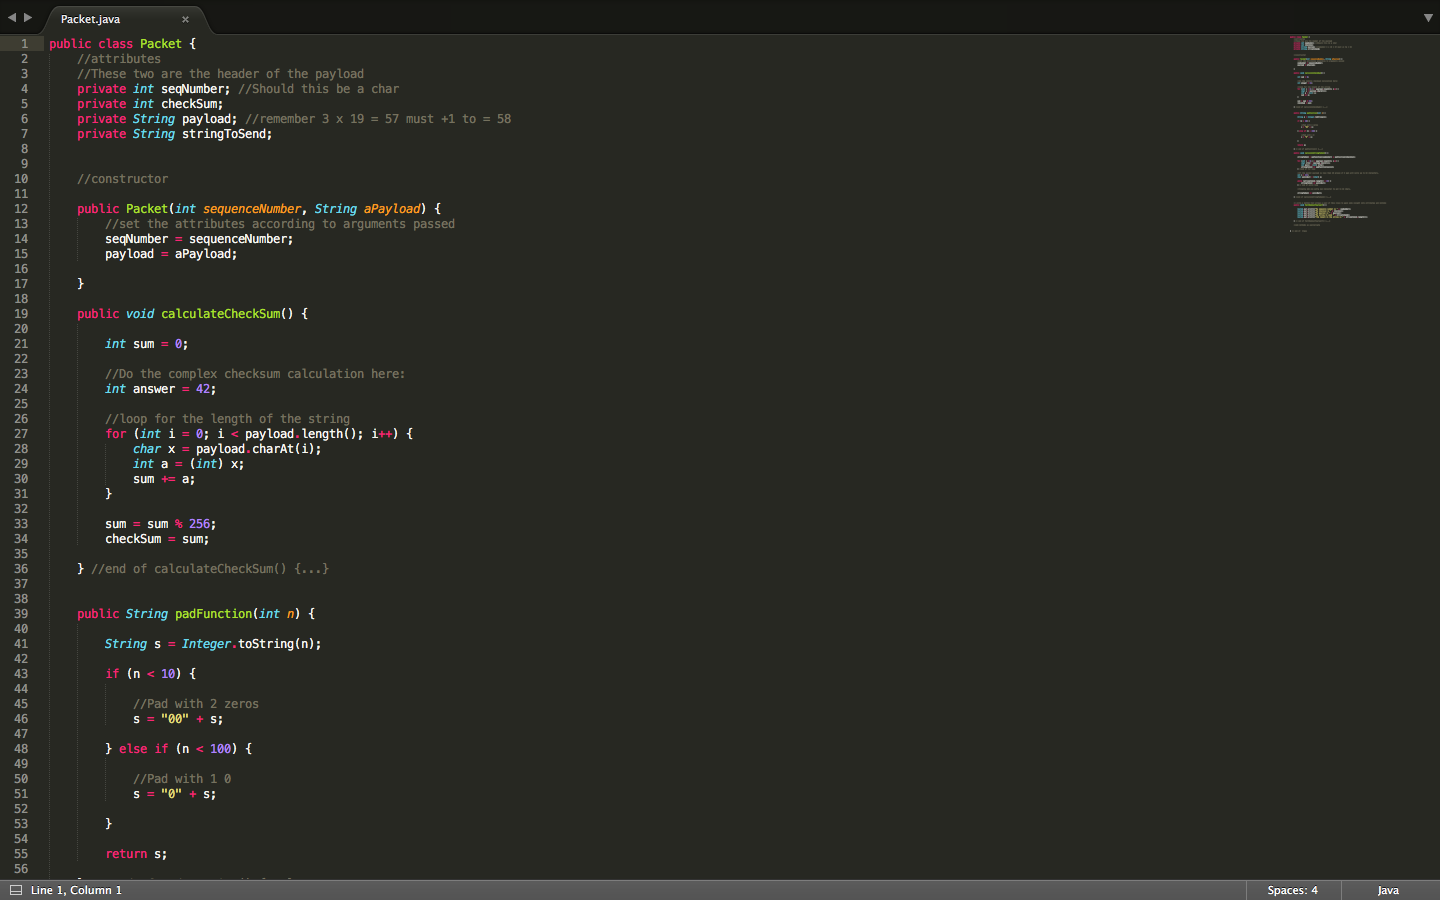 Packet.java
1 public class Packet {
2 //attributes
3 //These two are the header of the payload
4 private int seqNumber; //Should this be a char
5 private int checkSum;
6 private String payload; //remember 3 x 19 = 57 must +1 to = 58
7 private String stringToSend;
8
9
10 //constructor
11
12 public Packet(int sequenceNumber, String aPayload) {
13 //set the attributes according to arguments passed
14 seqNumber = sequenceNumber;
15 payload = aPayload;
16
17 }
18
19 public void calculateCheckSum() {
20
21 int sum = 0;
22
23 //Do the complex checksum calculation here:
24 int answer = 42;
25
26 //loop for the length of the string
27 for (int i = 0; i < payload.length(); i++) {
28 char x = payload.charAt(i);
29 int a = (int) x;
30 sum += a;
31 }
32
33 sum = sum % 256;
34 checkSum = sum;
35
36 } //end of calculateCheckSum() {...}
37
38
39 public String padFunction(int n) {
40
41 String s = Integer.toString(n);
42
43 if (n < 10) {
44
45 //Pad with 2 zeros
46 s = "00" + s;
47
48 } else if (n < 100) {
49
50 //Pad with 1 0
51 s = "0" + s;
52
53 }
54
55 return s;
56
Line 1, Column 1
Spaces: 4
Java